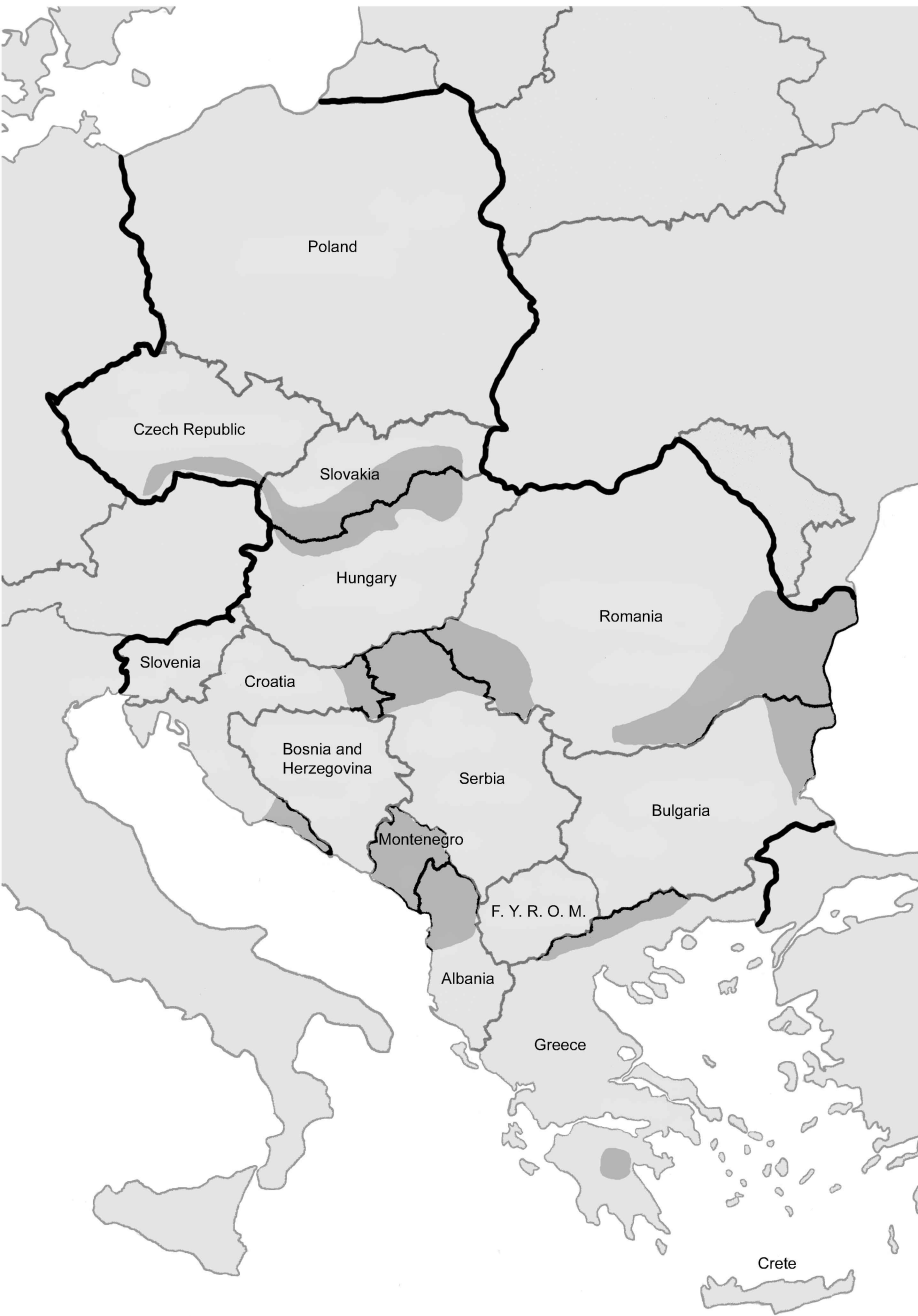 Poland
Czech Republic
Slovakia
Hungary
Romania
Slovenia
Croatia
Bosnia and
Herzegovina
Serbia
Bulgaria
Montenegro
F. Y. R. O. M.
Albania
Greece
Crete